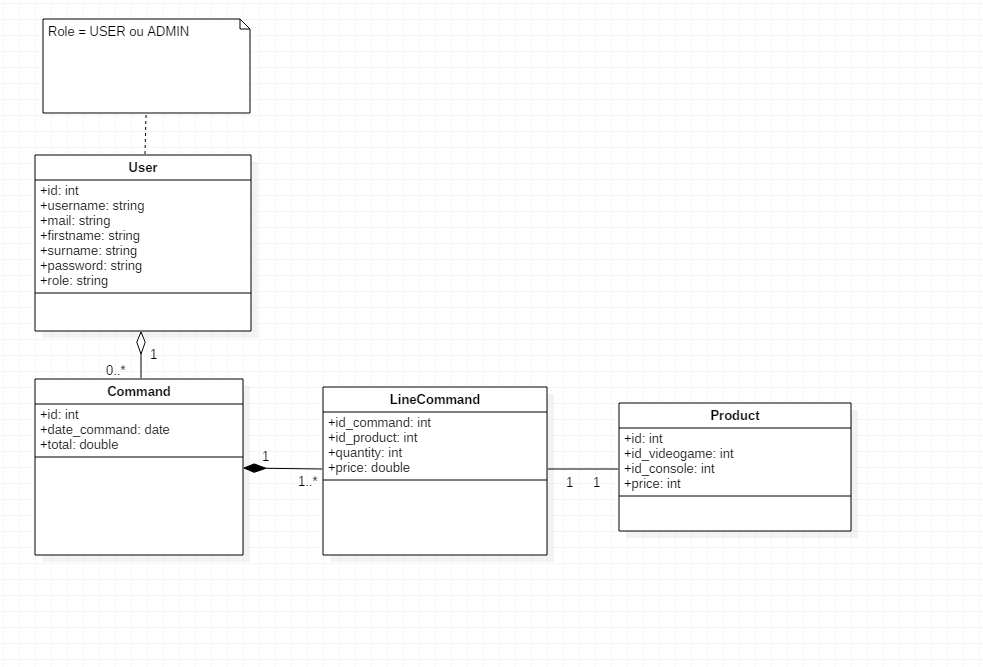 Role = USER ou ADMIN
User
+id: int
+username: string
+mail: string
+firstname: string
+surname: string
+password: string
+role: string
1
0..*
Command
+id: int
+date_command: date
+total: double
1
1..*
LineCommand
+id_command: int
+id_product: int
+quantity: int
+price: double
1 1
Product
+id: int
+id_videogame: int
+id_console: int
+price: int